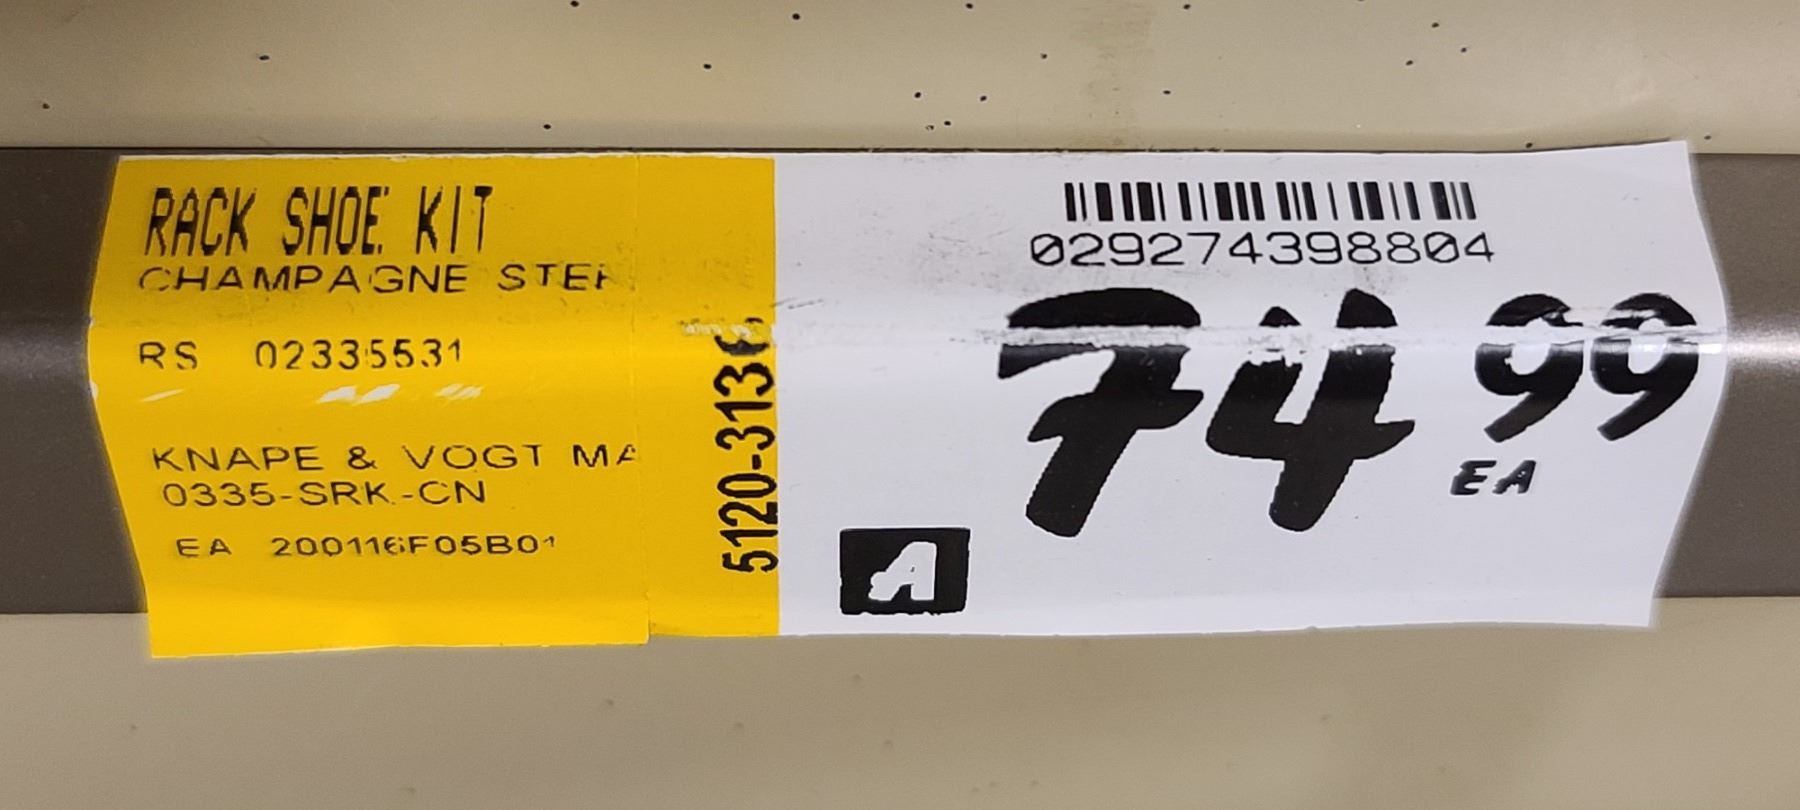 RACK SHOE KIT
CHAMPAGNE
RS 02335531
KNAPE & VOGT MA
0335-SRK-CN
EA 200116F05B01
5120-313
029274398804
74 99
EA
A